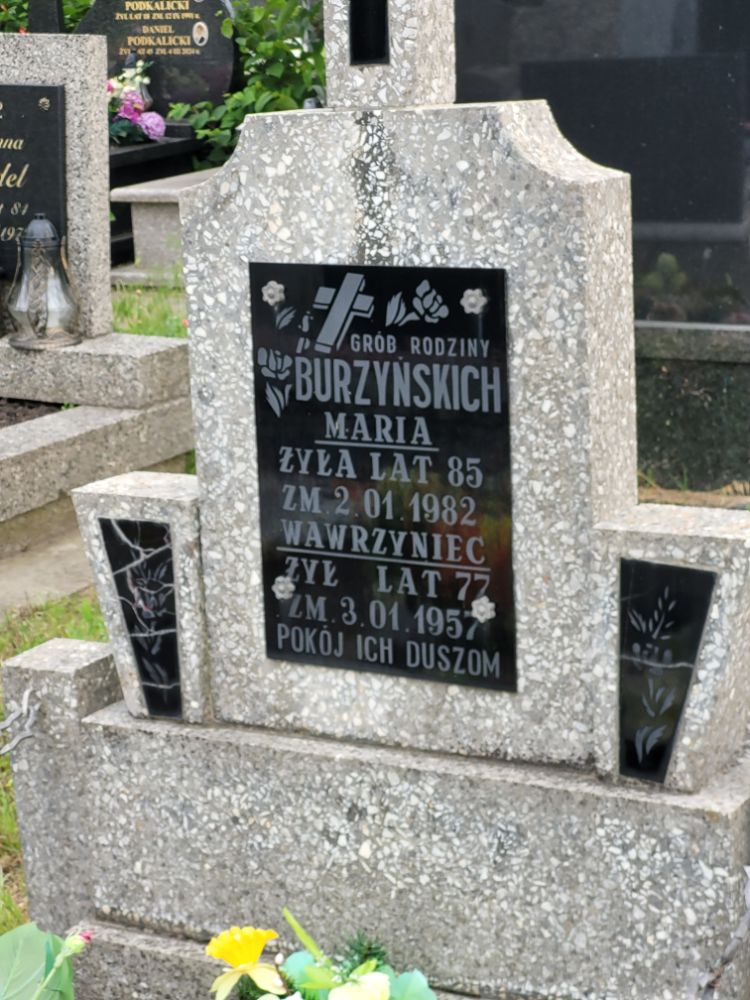 PODKALICKI
DANIEL
PODKALICKI
GRÓB RODZINY
BURZYŃSKICH
MARIA
ŻYŁA LAT 85
ZM. 2.01.1982
WAWRZYNIEC
ŻYŁ LAT 77
ZM. 3.01.1957
POKÓJ ICH DUSZOM
ś p